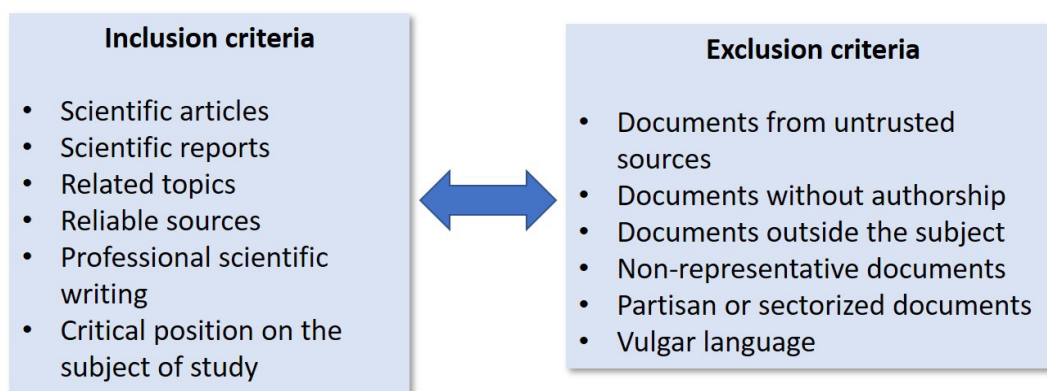 Inclusion criteria
• Scientific articles
• Scientific reports
• Related topics
• Reliable sources
• Professional scientific
writing
• Critical position on the
subject of study
Exclusion criteria
• Documents from untrusted
sources
• Documents without authorship
• Documents outside the subject
• Non-representative documents
• Partisan or sectorized documents
• Vulgar language